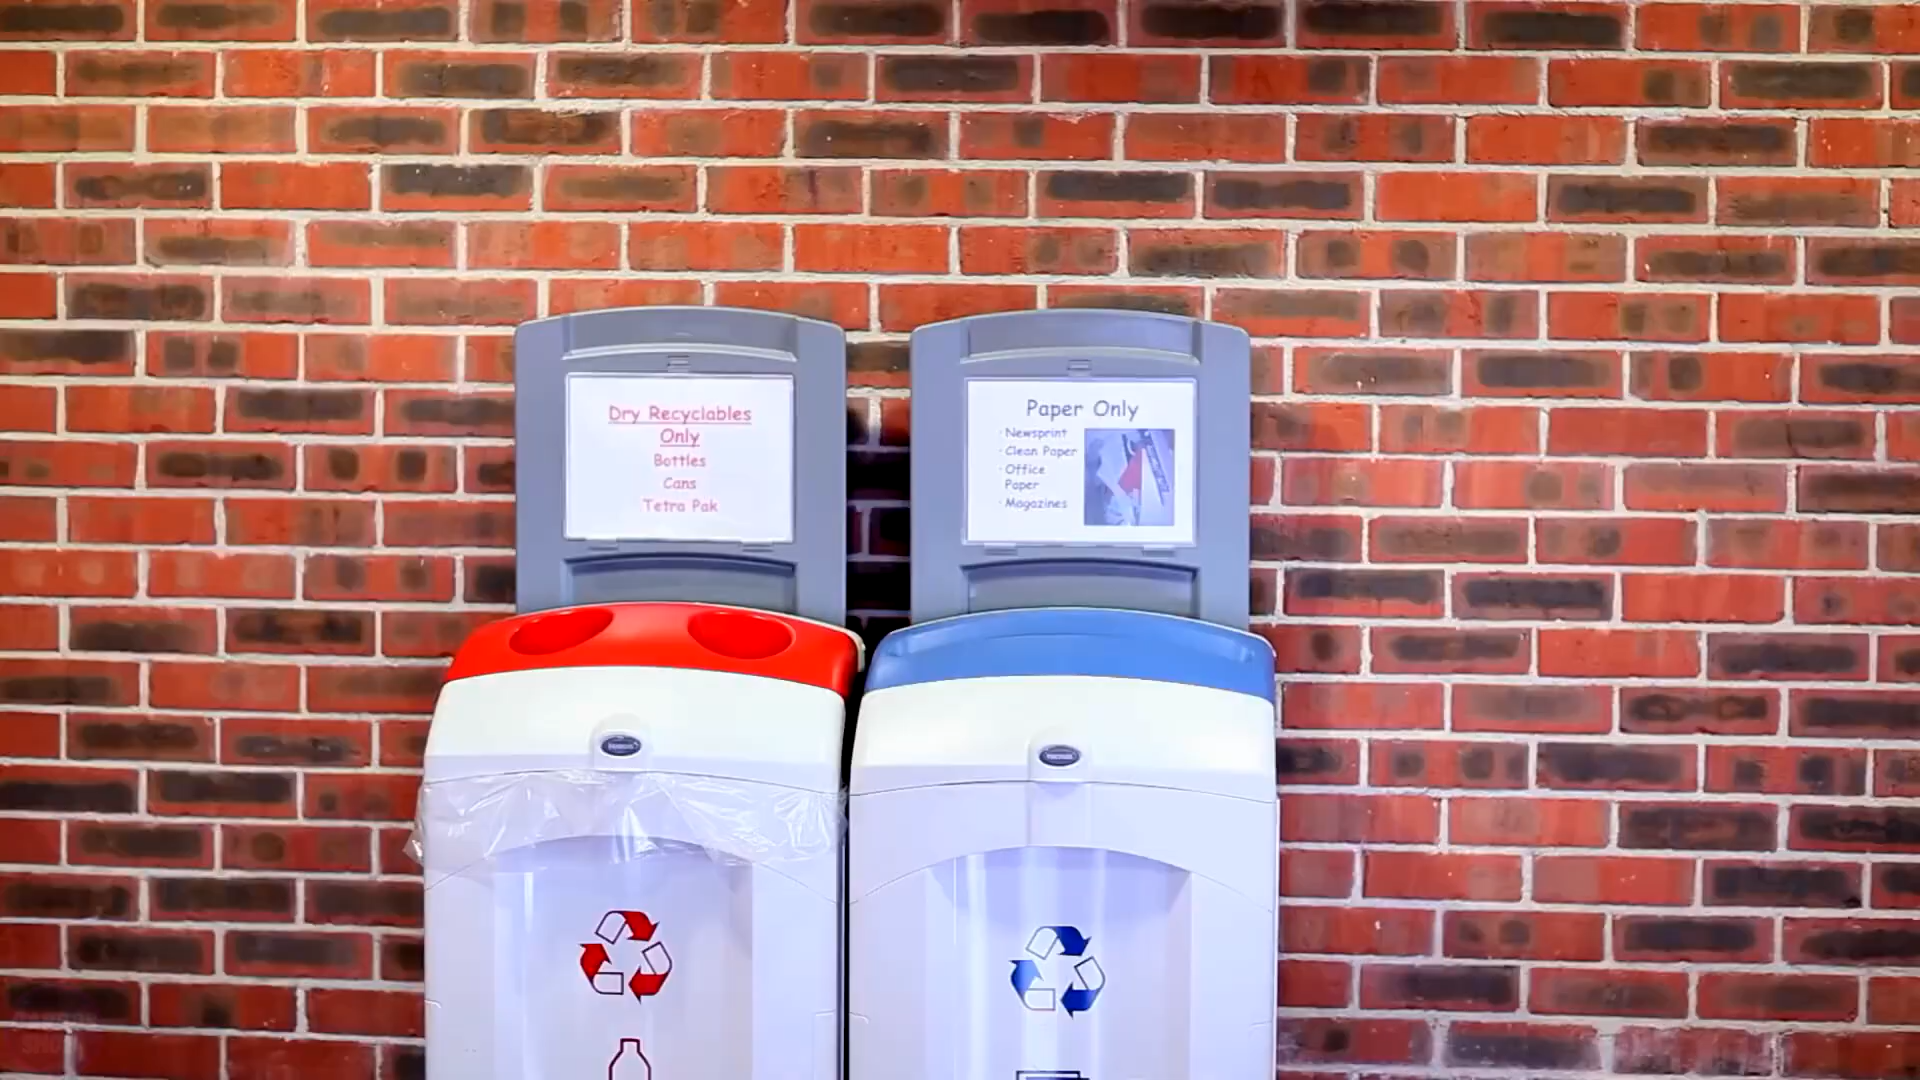 Dry Recyclables
Only
Bottles
Cans
Tetra Pak
Paper Only
· Newsprint
· Clean Paper
· Office
Paper
· Magazines